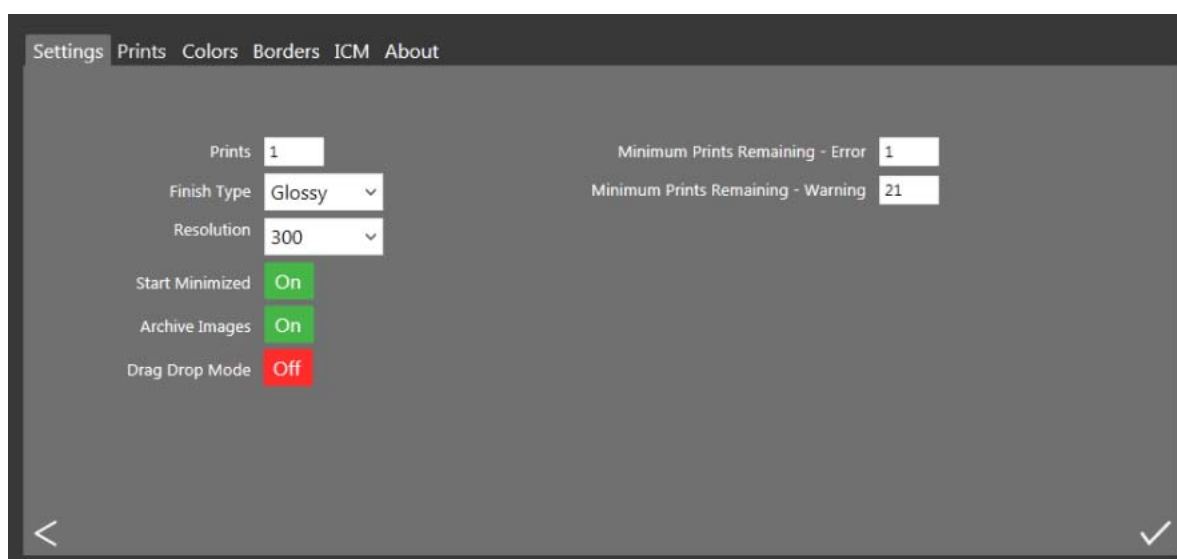 Settings Prints Colors Borders ICM About
Prints 1
Minimum Prints Remaining - Error 1
Finish Type Glossy
Minimum Prints Remaining - Warning 21
Resolution 300
Start Minimized On
Archive Images On
Drag Drop Mode Off